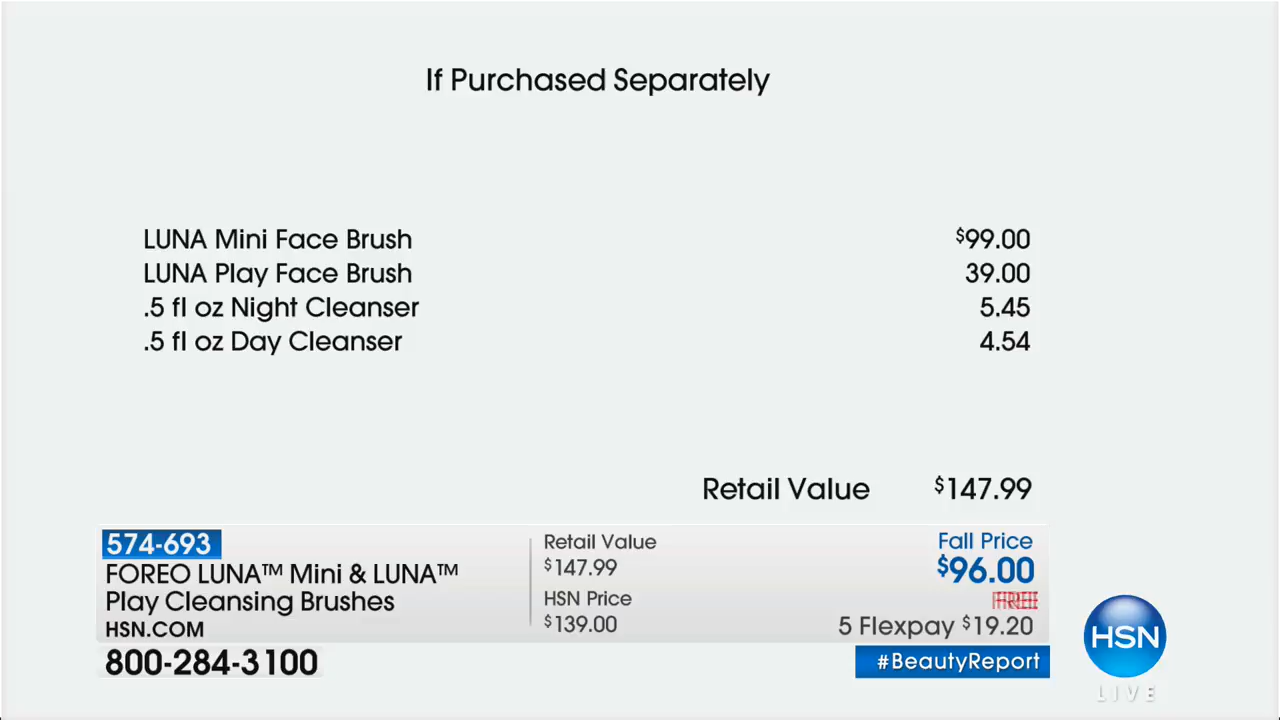 If Purchased Separately
LUNA Mini Face Brush $99.00
LUNA Play Face Brush 39.00
.5 fl oz Night Cleanser 5.45
.5 fl oz Day Cleanser 4.54
Retail Value $147.99
574-693
FOREO LUNA™ Mini & LUNA™
Play Cleansing Brushes
HSN.COM
800-284-3100
Retail Value
$147.99
HSN Price
$139.00
Fall Price
$96.00
5 Flexpay $19.20
#BeautyReport
HSN
LIVE